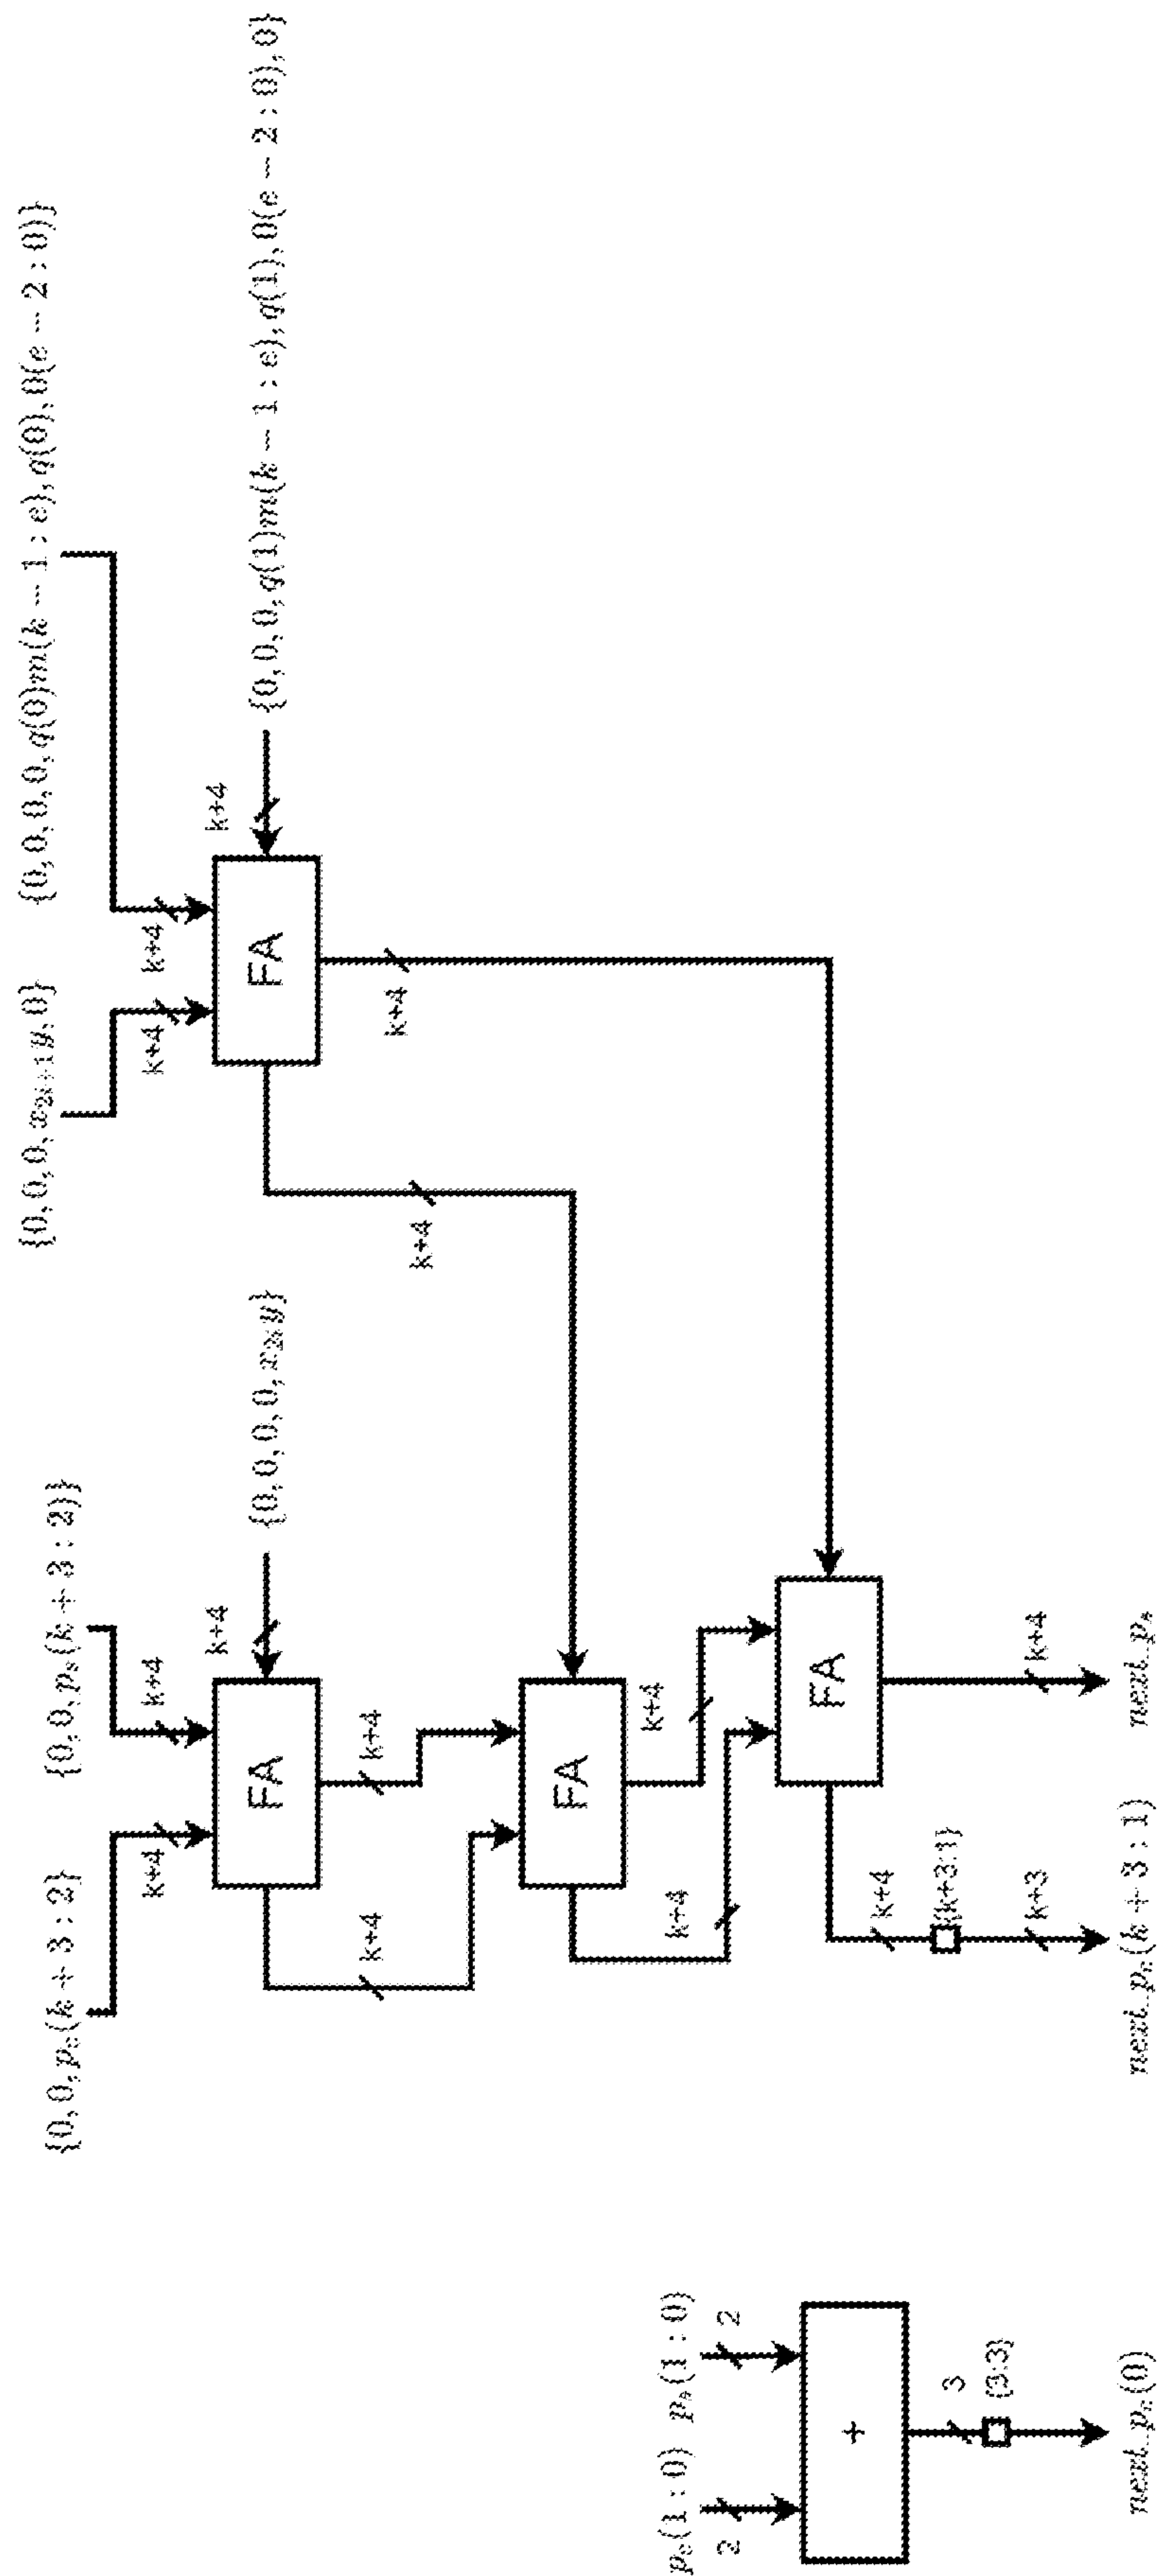 {0, 0, p_c(k + 3 : 2}
{0, 0, p_s(k + 3 : 2)}
{0, 0, 0, x_{2i+1}y, 0}
{0, 0, 0, 0, q(0)m(k − 1 : e), q(0), 0(e − 2 : 0)}
k+4
k+4
k+4
{0, 0, 0, 0, x_{2i}y}
k+4
k+4
k+4
{0, 0, 0, q(1)m(k − 1 : e), q(1), 0(e − 2 : 0), 0}
FA
FA
k+4
k+4
k+4
k+4
FA
k+4
k+4
FA
p_c(1 : 0)
p_s(1 : 0)
2
2
+
3
{3:3}
k+4
{k+3:1}
k+3
k+4
next_p_c(0)
next_p_c(k + 3 : 1)
next_p_s